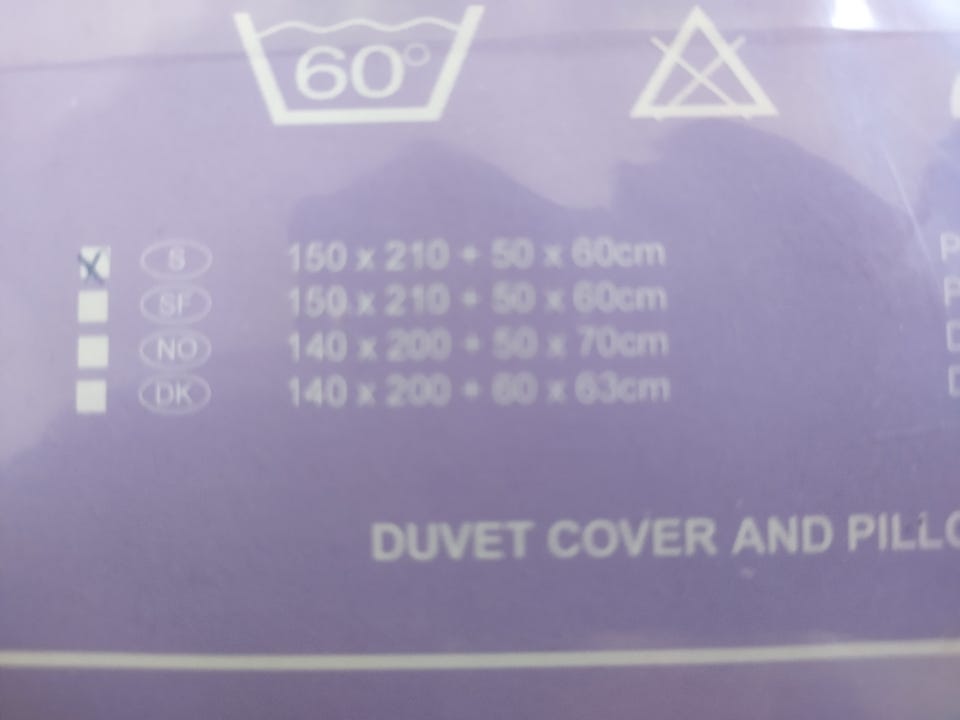 60°
S 150 x 210 + 50 x 60cm
SF 150 x 210 + 50 x 60cm
NO 140 x 200 + 50 x 70cm
DK 140 x 200 + 60 x 63cm
DUVET COVER AND